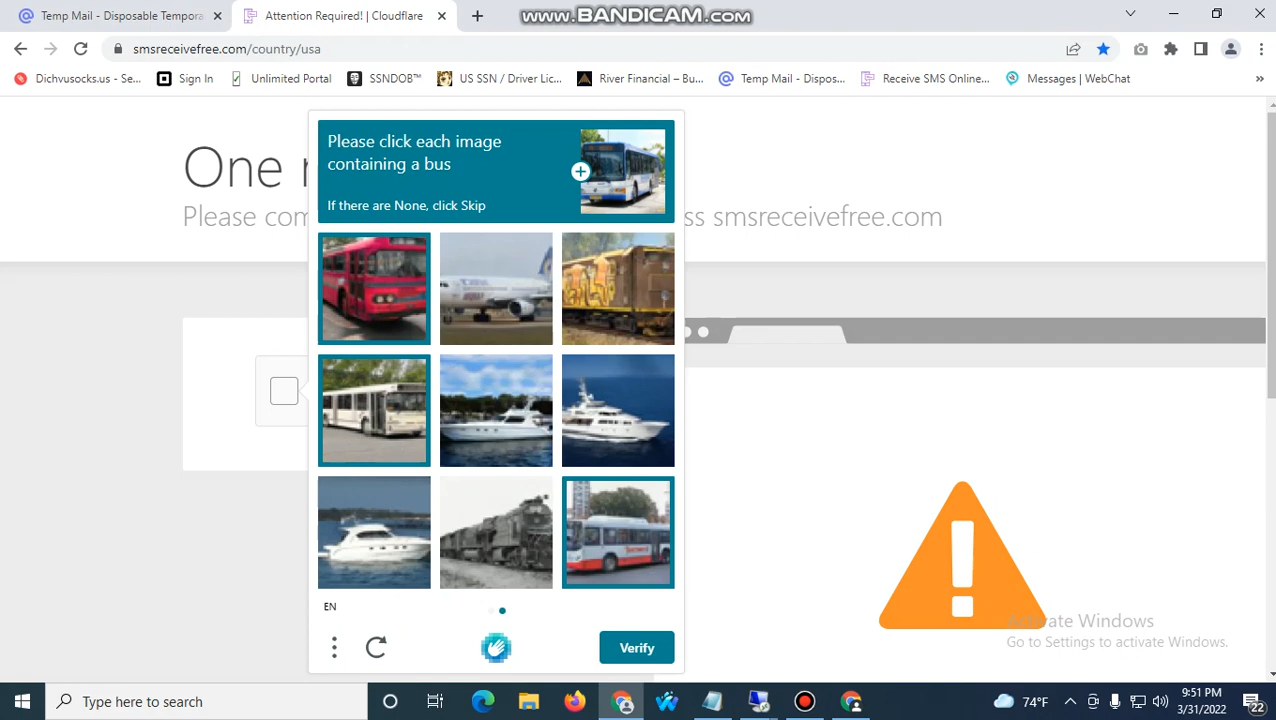 www.BANDICAM.com
Temp Mail - Disposable Tempora
Attention Required! | Cloudflare
smsreceivefree.com/country/usa
Dichvusocks.us - Se...
Sign In
Unlimited Portal
SSNDOB™
US SSN / Driver Lic...
River Financial – Bu...
Temp Mail - Dispos...
Receive SMS Online...
Messages | WebChat
»
Please click each image
containing a bus
If there are None, click Skip
One
Please com
ss smsreceivefree.com
EN
Verify
Activate Windows
Go to Settings to activate Windows.
Type here to search
74°F
9:51 PM
3/31/2022
22